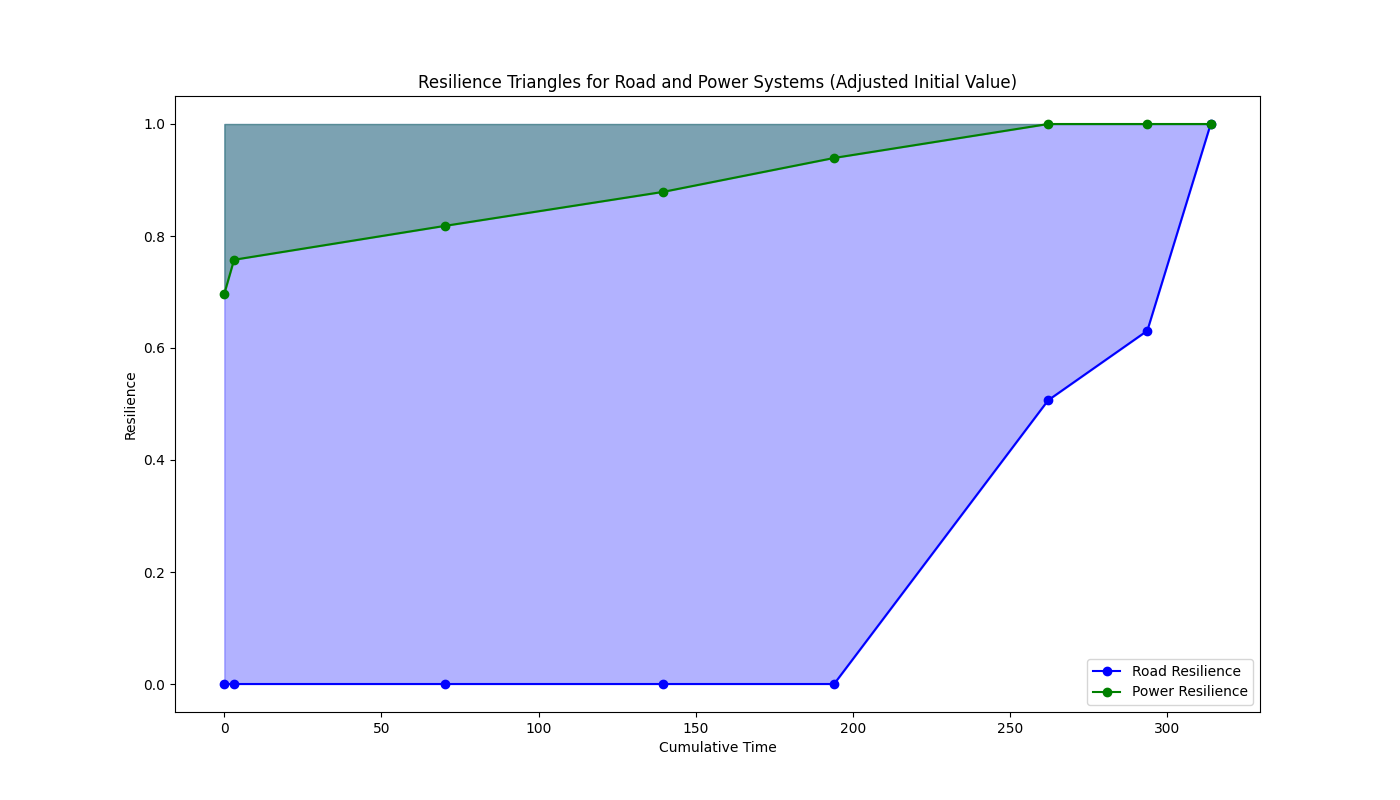 Resilience Triangles for Road and Power Systems (Adjusted Initial Value)
1.0
0.8
0.6
0.4
0.2
0.0
Resilience
0 50 100 150 200 250 300
Cumulative Time
Road Resilience
Power Resilience